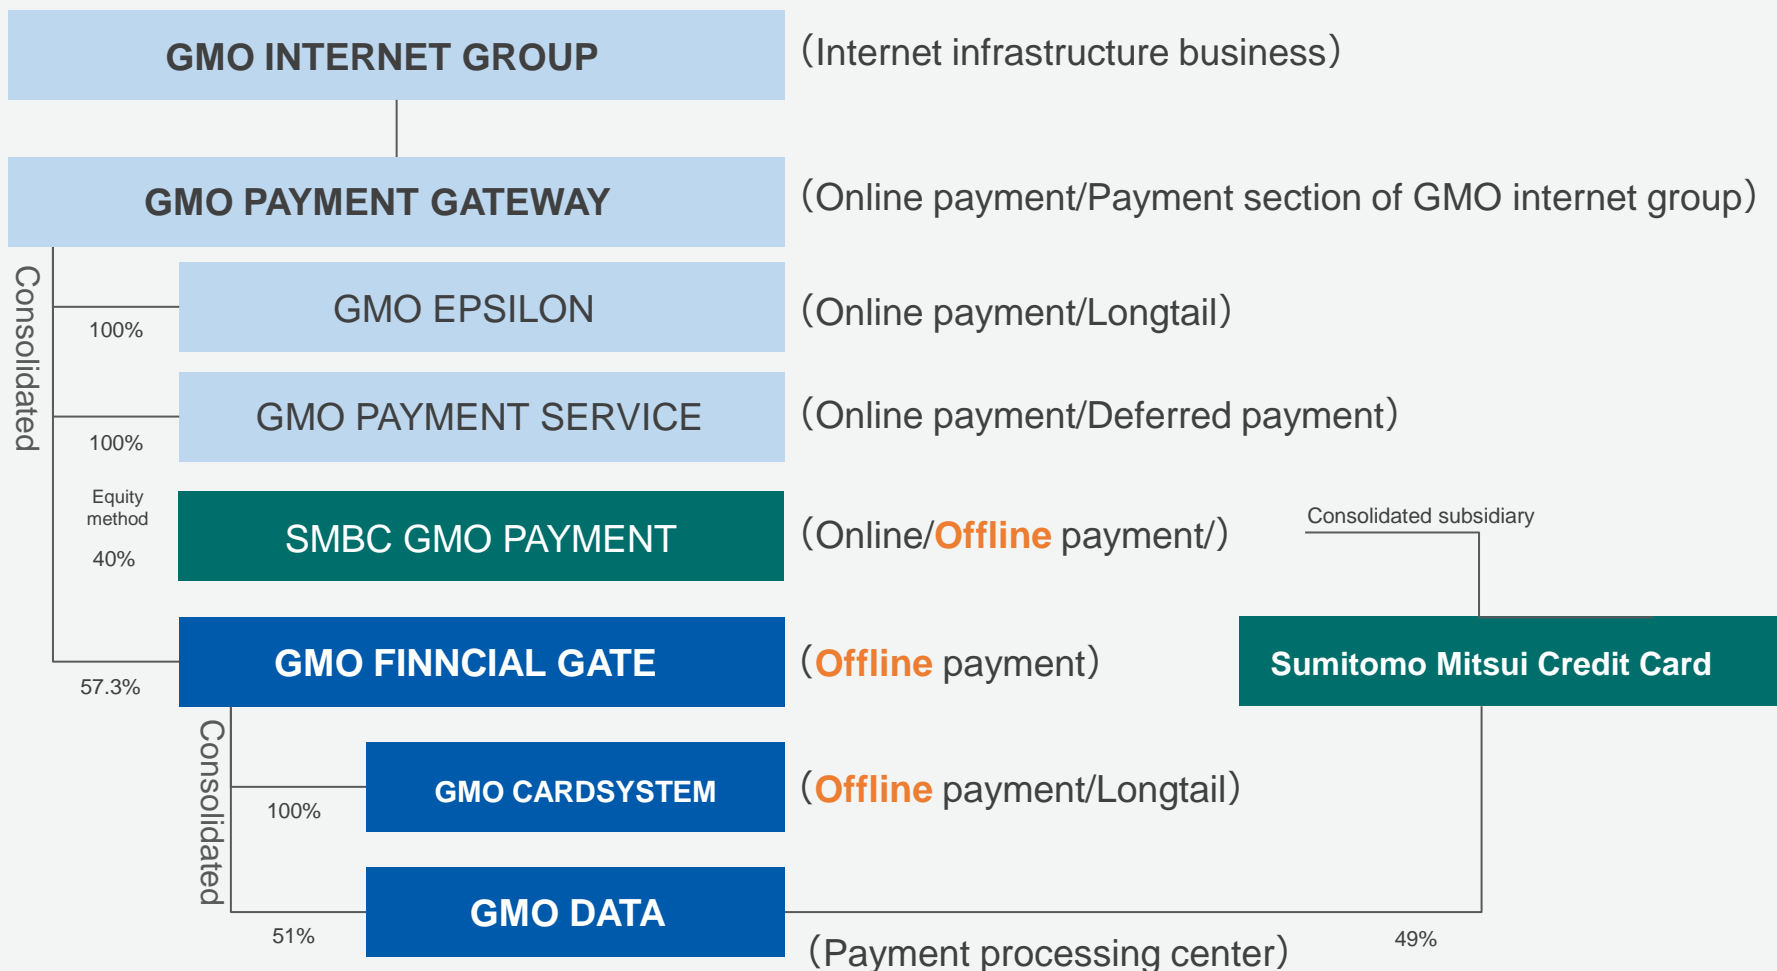 GMO INTERNET GROUP
（Internet infrastructure business）
GMO PAYMENT GATEWAY
（Online payment/Payment section of GMO internet group）
Consolidated
100%
GMO EPSILON
（Online payment/Longtail）
100%
GMO PAYMENT SERVICE
（Online payment/Deferred payment）
Equity
method
40%
SMBC GMO PAYMENT
（Online/Offline payment/）
Consolidated subsidiary
57.3%
GMO FINNCIAL GATE
（Offline payment）
Sumitomo Mitsui Credit Card
Consolidated
100%
GMO CARDSYSTEM
（Offline payment/Longtail）
51%
GMO DATA
（Payment processing center）
49%